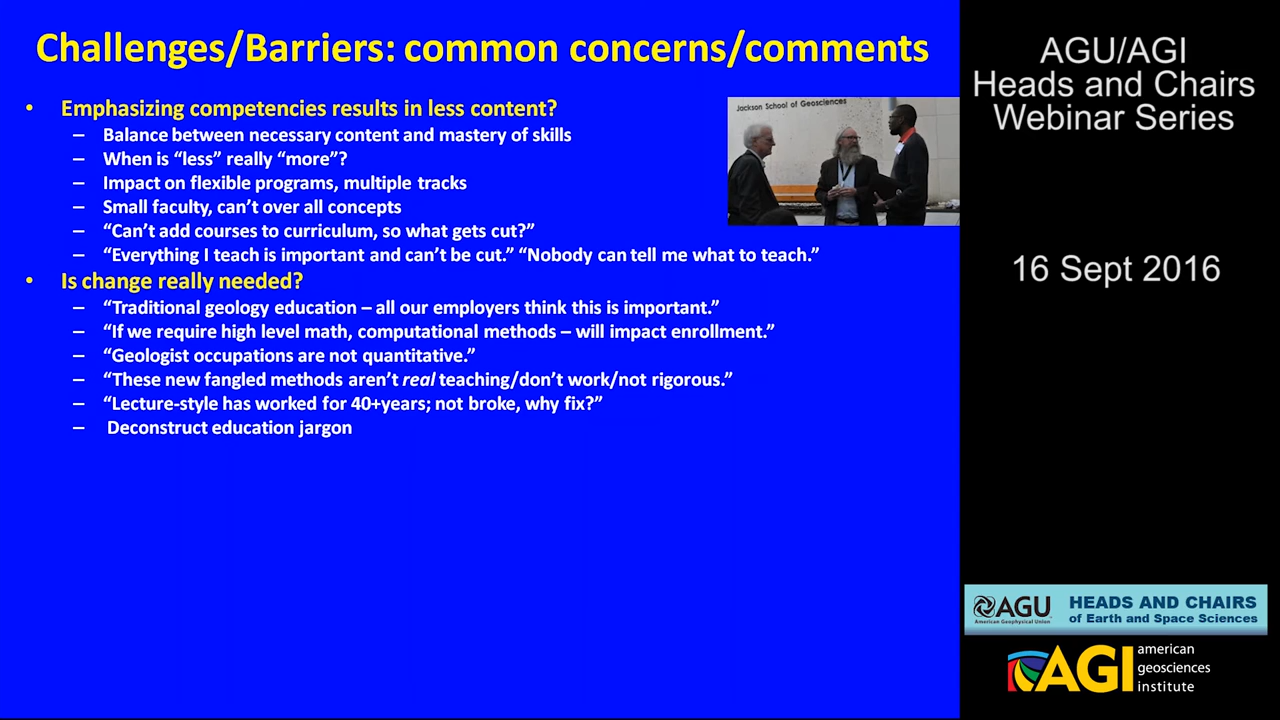 Challenges/Barriers: common concerns/comments
• Emphasizing competencies results in less content?
– Balance between necessary content and mastery of skills
– When is “less” really “more”?
– Impact on flexible programs, multiple tracks
– Small faculty, can’t over all concepts
– “Can’t add courses to curriculum, so what gets cut?”
– “Everything I teach is important and can’t be cut.” “Nobody can tell me what to teach.”
• Is change really needed?
– “Traditional geology education – all our employers think this is important.”
– “If we require high level math, computational methods – will impact enrollment.”
– “Geologist occupations are not quantitative.”
– “These new fangled methods aren’t real teaching/don’t work/not rigorous.”
– “Lecture-style has worked for 40+years; not broke, why fix?”
– Deconstruct education jargon
Jackson School of Geosciences
AGU/AGI
Heads and Chairs
Webinar Series
16 Sept 2016
AGU
American Geophysical Union
HEADS AND CHAIRS
of Earth and Space Sciences
AGI
american
geosciences
institute